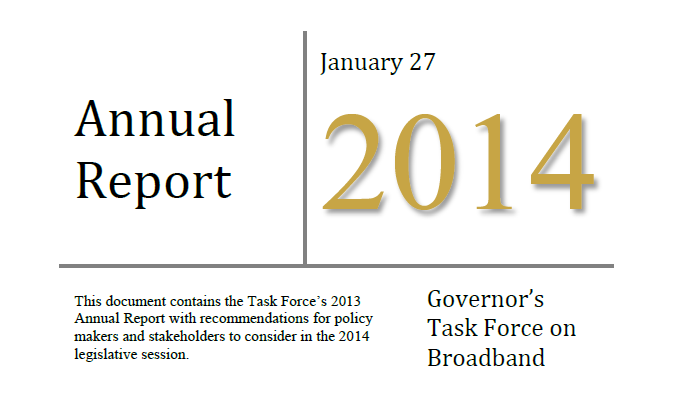 Annual
Report
January 27
2014
This document contains the Task Force’s 2013
Annual Report with recommendations for policy
makers and stakeholders to consider in the 2014
legislative session.
Governor’s
Task Force on
Broadband